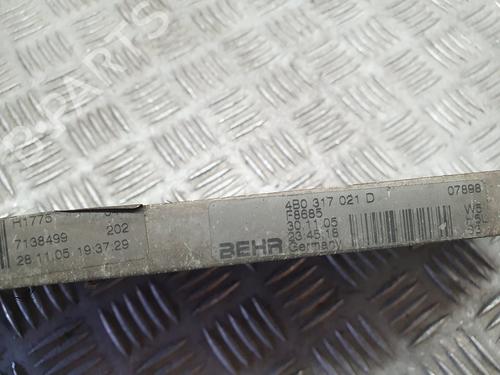 H1775
7138499 202
28.11.05 19:37:29
4B0 317 021 D 07898
F8685
30.11.05
23:45:16
BEHR Germany